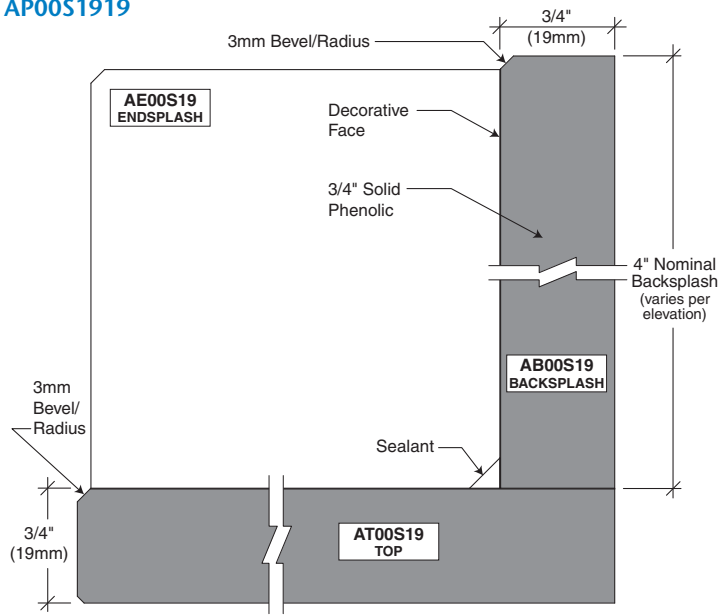 AP00S1919
3/4"
(19mm)
3mm Bevel/Radius
AE00S19
ENDSPLASH
Decorative
Face
3/4" Solid
Phenolic
4" Nominal
Backsplash
(varies per
elevation)
AB00S19
BACKSPLASH
3mm
Bevel/
Radius
Sealant
3/4"
(19mm)
AT00S19
TOP